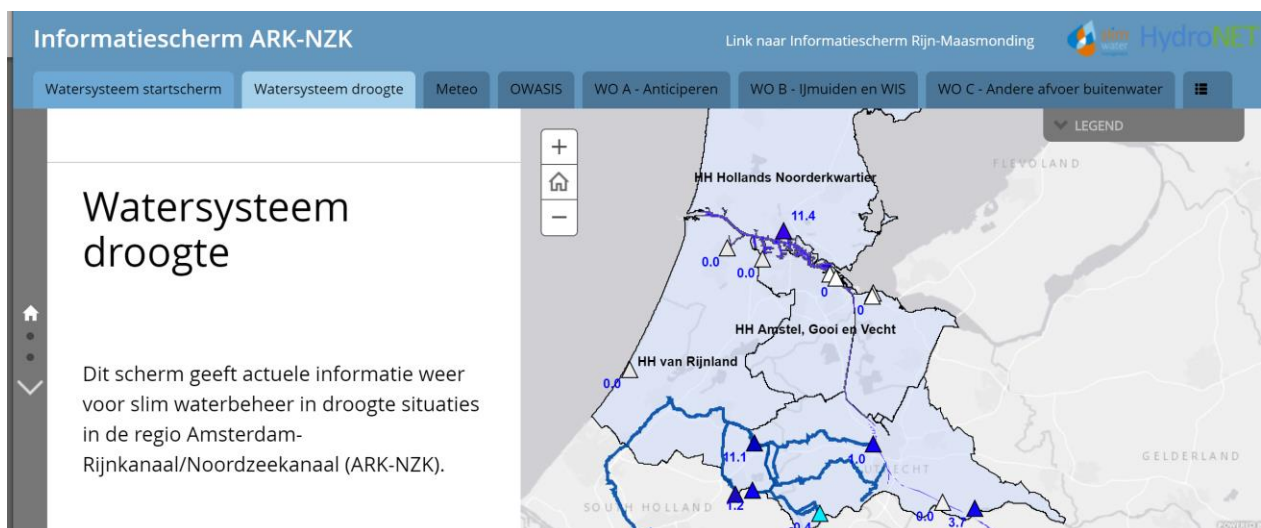 Informatiescherm ARK-NZK
Link naar Informatiescherm Rijn-Maasmonding
slim
water
HydroNET
Watersysteem startscherm
Watersysteem droogte
Meteo
OWASIS
WO A - Anticiperen
WO B - IJmuiden en WIS
WO C - Andere afvoer buitenwater
LEGEND
Watersysteem
droogte
Dit scherm geeft actuele informatie weer
voor slim waterbeheer in droogte situaties
in de regio Amsterdam-
Rijnkanaal/Noordzeekanaal (ARK-NZK).
+
−
FLEVOLAND
HH Hollands Noorderkwartier
11.4
0.0
0.0
0
0
HH Amstel, Gooi en Vecht
HH van Rijnland
0.0
11.1
1.0
UTRECHT
GELDERLAND
1.2
SOUTH HOLLAND
0.0
3.7